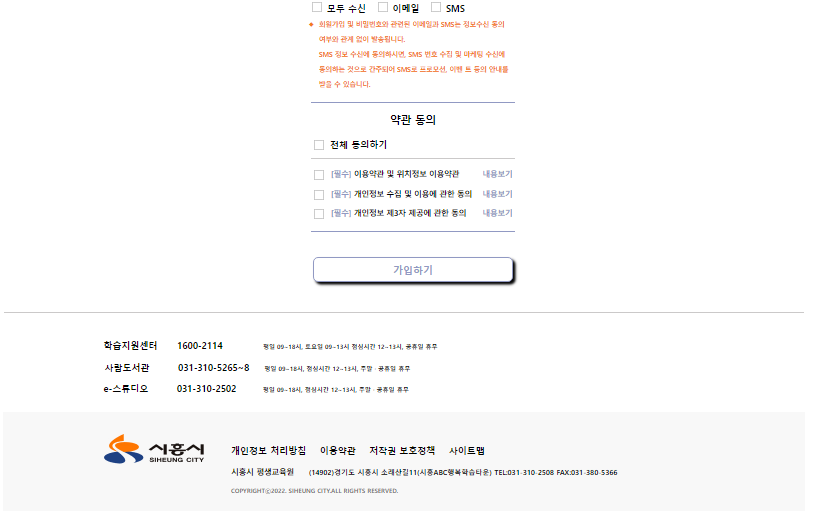 모두 수신 이메일 SMS
회원가입 및 비밀번호와 관련된 이메일과 SMS는 정보수신 동의
여부와 관계 없이 발송됩니다.
SMS 정보 수신에 동의하시면, SMS 번호 수집 및 마케팅 수신에
동의하는 것으로 간주되어 SMS로 프로모션, 이벤트 등의 안내를
받을 수 있습니다.
약관 동의
전체 동의하기
[필수] 이용약관 및 위치정보 이용약관 내용보기
[필수] 개인정보 수집 및 이용에 관한 동의 내용보기
[필수] 개인정보 제3자 제공에 관한 동의 내용보기
가입하기
학습지원센터 1600-2114 평일 09~18시, 토요일 09~13시 점심시간 12~13시, 공휴일 휴무
사람도서관 031-310-5265~8 평일 09~18시, 점심시간 12~13시, 주말·공휴일 휴무
e-스튜디오 031-310-2502 평일 09~18시, 점심시간 12~13시, 주말·공휴일 휴무
시흥시
SIHEUNG CITY
개인정보 처리방침 이용약관 저작권 보호정책 사이트맵
시흥시 평생교육원 (14902)경기도 시흥시 소래산길11(시흥ABC행복학습타운) TEL:031-310-2508 FAX:031-380-5366
COPYRIGHTⓒ2022. SIHEUNG CITY.ALL RIGHTS RESERVED.